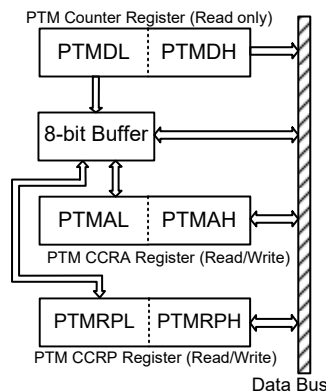 PTM Counter Register (Read only)
PTMDL PTMDH
8-bit Buffer
PTMAL PTMAH
PTM CCRA Register (Read/Write)
PTMRPL PTMRPH
PTM CCRP Register (Read/Write)
Data Bus